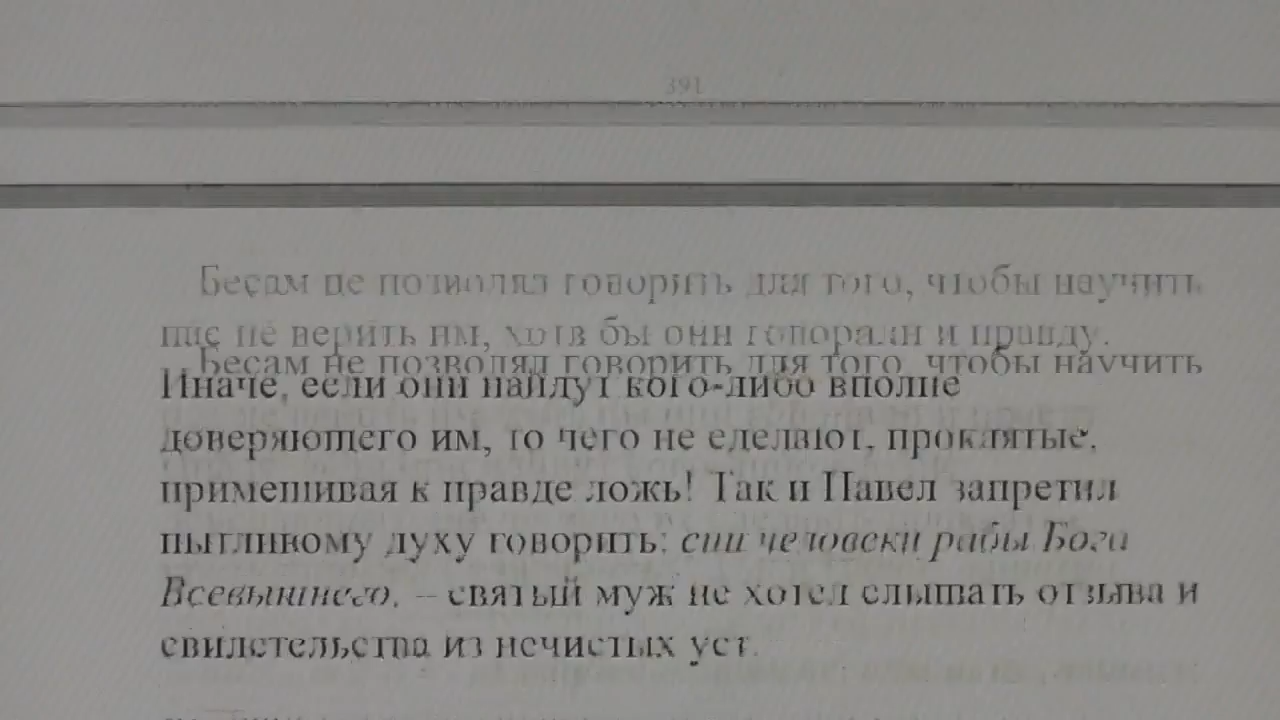 391
Бесам не позволял говорить для того, чтобы научить
нас не верить им, хотя бы они говорили и правду.
Бесам не позволял говорить для того, чтобы научить
Иначе, если они найдут кого-либо вполне
доверяющего им, то чего не сделают, проклятые,
примешивая к правде ложь! Так и Павел запретил
пытливому духу говорить: сии человеки рабы Бога
Всевышнего, – святый муж не хотел слышать отзыва и
свидетельства из нечистых уст.